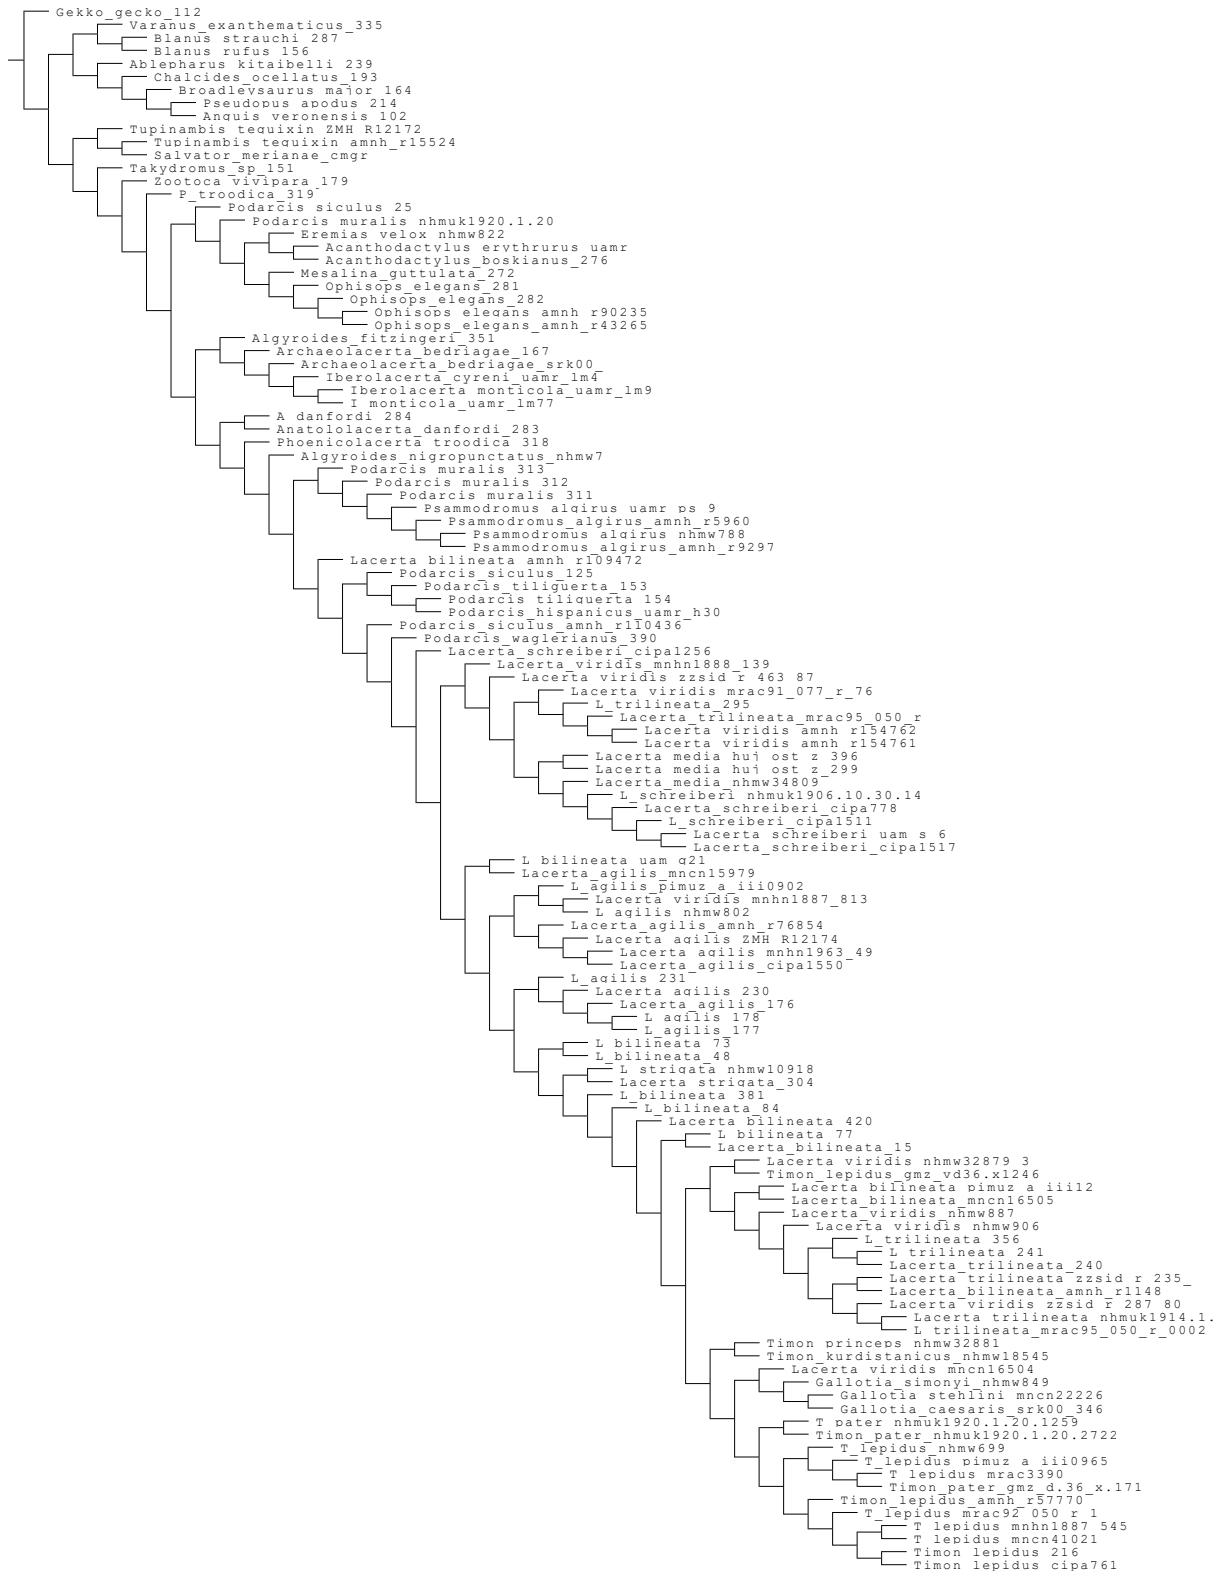 Gekko_gecko_112
Varanus_exanthematicus_335
Blanus_strauchi_287
Blanus_rufus_156
Ablepharus_kitaibelli_239
Chalcides_ocellatus_193
Broadleysaurus_major_164
Pseudopus_apodus_214
Anguis_veronensis_102
Tupinambis_teguixin_ZMH_R12172
Tupinambis_teguixin_amnh_r15524
Salvator_merianae_cmgr
Takydromus_sp_151
Zootoca_vivipara_179
P_troodica_319
Podarcis_siculus_25
Podarcis_muralis_nhmuk1920.1.20
Eremias_velox_nhmw822
Acanthodactylus_erythrurus_uamr
Acanthodactylus_boskianus_276
Mesalina_guttulata_272
Ophisops_elegans_281
Ophisops_elegans_282
Ophisops_elegans_amnh_r90235
Ophisops_elegans_amnh_r43265
Algyroides_fitzingeri_351
Archaeolacerta_bedriagae_167
Archaeolacerta_bedriagae_srk00_
Iberolacerta_cyreni_uamr_lm4
Iberolacerta_monticola_uamr_lm9
I_monticola_uamr_lm77
A_danfordi_284
Anatololacerta_danfordi_283
Phoenicolacerta_troodica_318
Algyroides_nigropunctatus_nhmw7
Podarcis_muralis_313
Podarcis_muralis_312
Podarcis_muralis_311
Psammodromus_algirus_uamr_ps_9
Psammodromus_algirus_amnh_r5960
Psammodromus_algirus_nhmw788
Psammodromus_algirus_amnh_r9297
Lacerta_bilineata_amnh_r109472
Podarcis_siculus_125
Podarcis_tiliguerta_153
Podarcis_tiliguerta_154
Podarcis_hispanicus_uamr_h30
Podarcis_siculus_amnh_r110436
Podarcis_waglerianus_390
Lacerta_schreiberi_cipa1256
Lacerta_viridis_mnhn1888_139
Lacerta_viridis_zzsid_r_463_87
Lacerta_viridis_mrac91_077_r_76
L_trilineata_295
Lacerta_trilineata_mrac95_050_r
Lacerta_viridis_amnh_r154762
Lacerta_viridis_amnh_r154761
Lacerta_media_huj_ost_z_396
Lacerta_media_huj_ost_z_299
Lacerta_media_nhmw34809
L_schreiberi_nhmuk1906.10.30.14
Lacerta_schreiberi_cipa778
L_schreiberi_cipa1511
Lacerta_schreiberi_uam_s_6
Lacerta_schreiberi_cipa1517
L_bilineata_uam_g21
Lacerta_agilis_mncn15979
L_agilis_pimuz_a_iii0902
Lacerta_viridis_mnhn1887_813
L_agilis_nhmw802
Lacerta_agilis_amnh_r76854
Lacerta_agilis_ZMH_R12174
Lacerta_agilis_mnhn1963_49
Lacerta_agilis_cipa1550
L_agilis_231
Lacerta_agilis_230
Lacerta_agilis_176
L_agilis_178
L_agilis_177
L_bilineata_73
L_bilineata_48
L_strigata_nhmw10918
Lacerta_strigata_304
L_bilineata_381
L_bilineata_84
Lacerta_bilineata_420
L_bilineata_77
Lacerta_bilineata_15
Lacerta_viridis_nhmw32879_3
Timon_lepidus_gmz_vd36.x1246
Lacerta_bilineata_pimuz_a_iii12
Lacerta_bilineata_mncn16505
Lacerta_viridis_nhmw887
Lacerta_viridis_nhmw906
L_trilineata_356
L_trilineata_241
Lacerta_trilineata_240
Lacerta_trilineata_zzsid_r_235_
Lacerta_bilineata_amnh_r1148
Lacerta_viridis_zzsid_r_287_80
Lacerta_trilineata_nhmuk1914.1.
L_trilineata_mrac95_050_r_0002
Timon_princeps_nhmw32881
Timon_kurdistanicus_nhmw18545
Lacerta_viridis_mncn16504
Gallotia_simonyi_nhmw849
Gallotia_stehlini_mncn22226
Gallotia_caesaris_srk00_346
T_pater_nhmuk1920.1.20.1259
Timon_pater_nhmuk1920.1.20.2722
T_lepidus_nhmw699
T_lepidus_pimuz_a_iii0965
T_lepidus_mrac3390
Timon_pater_gmz_d.36_x.171
Timon_lepidus_amnh_r57770
T_lepidus_mrac92_050_r_1
T_lepidus_mnhn1887_545
T_lepidus_mncn41021
Timon_lepidus_216
Timon_lepidus_cipa761